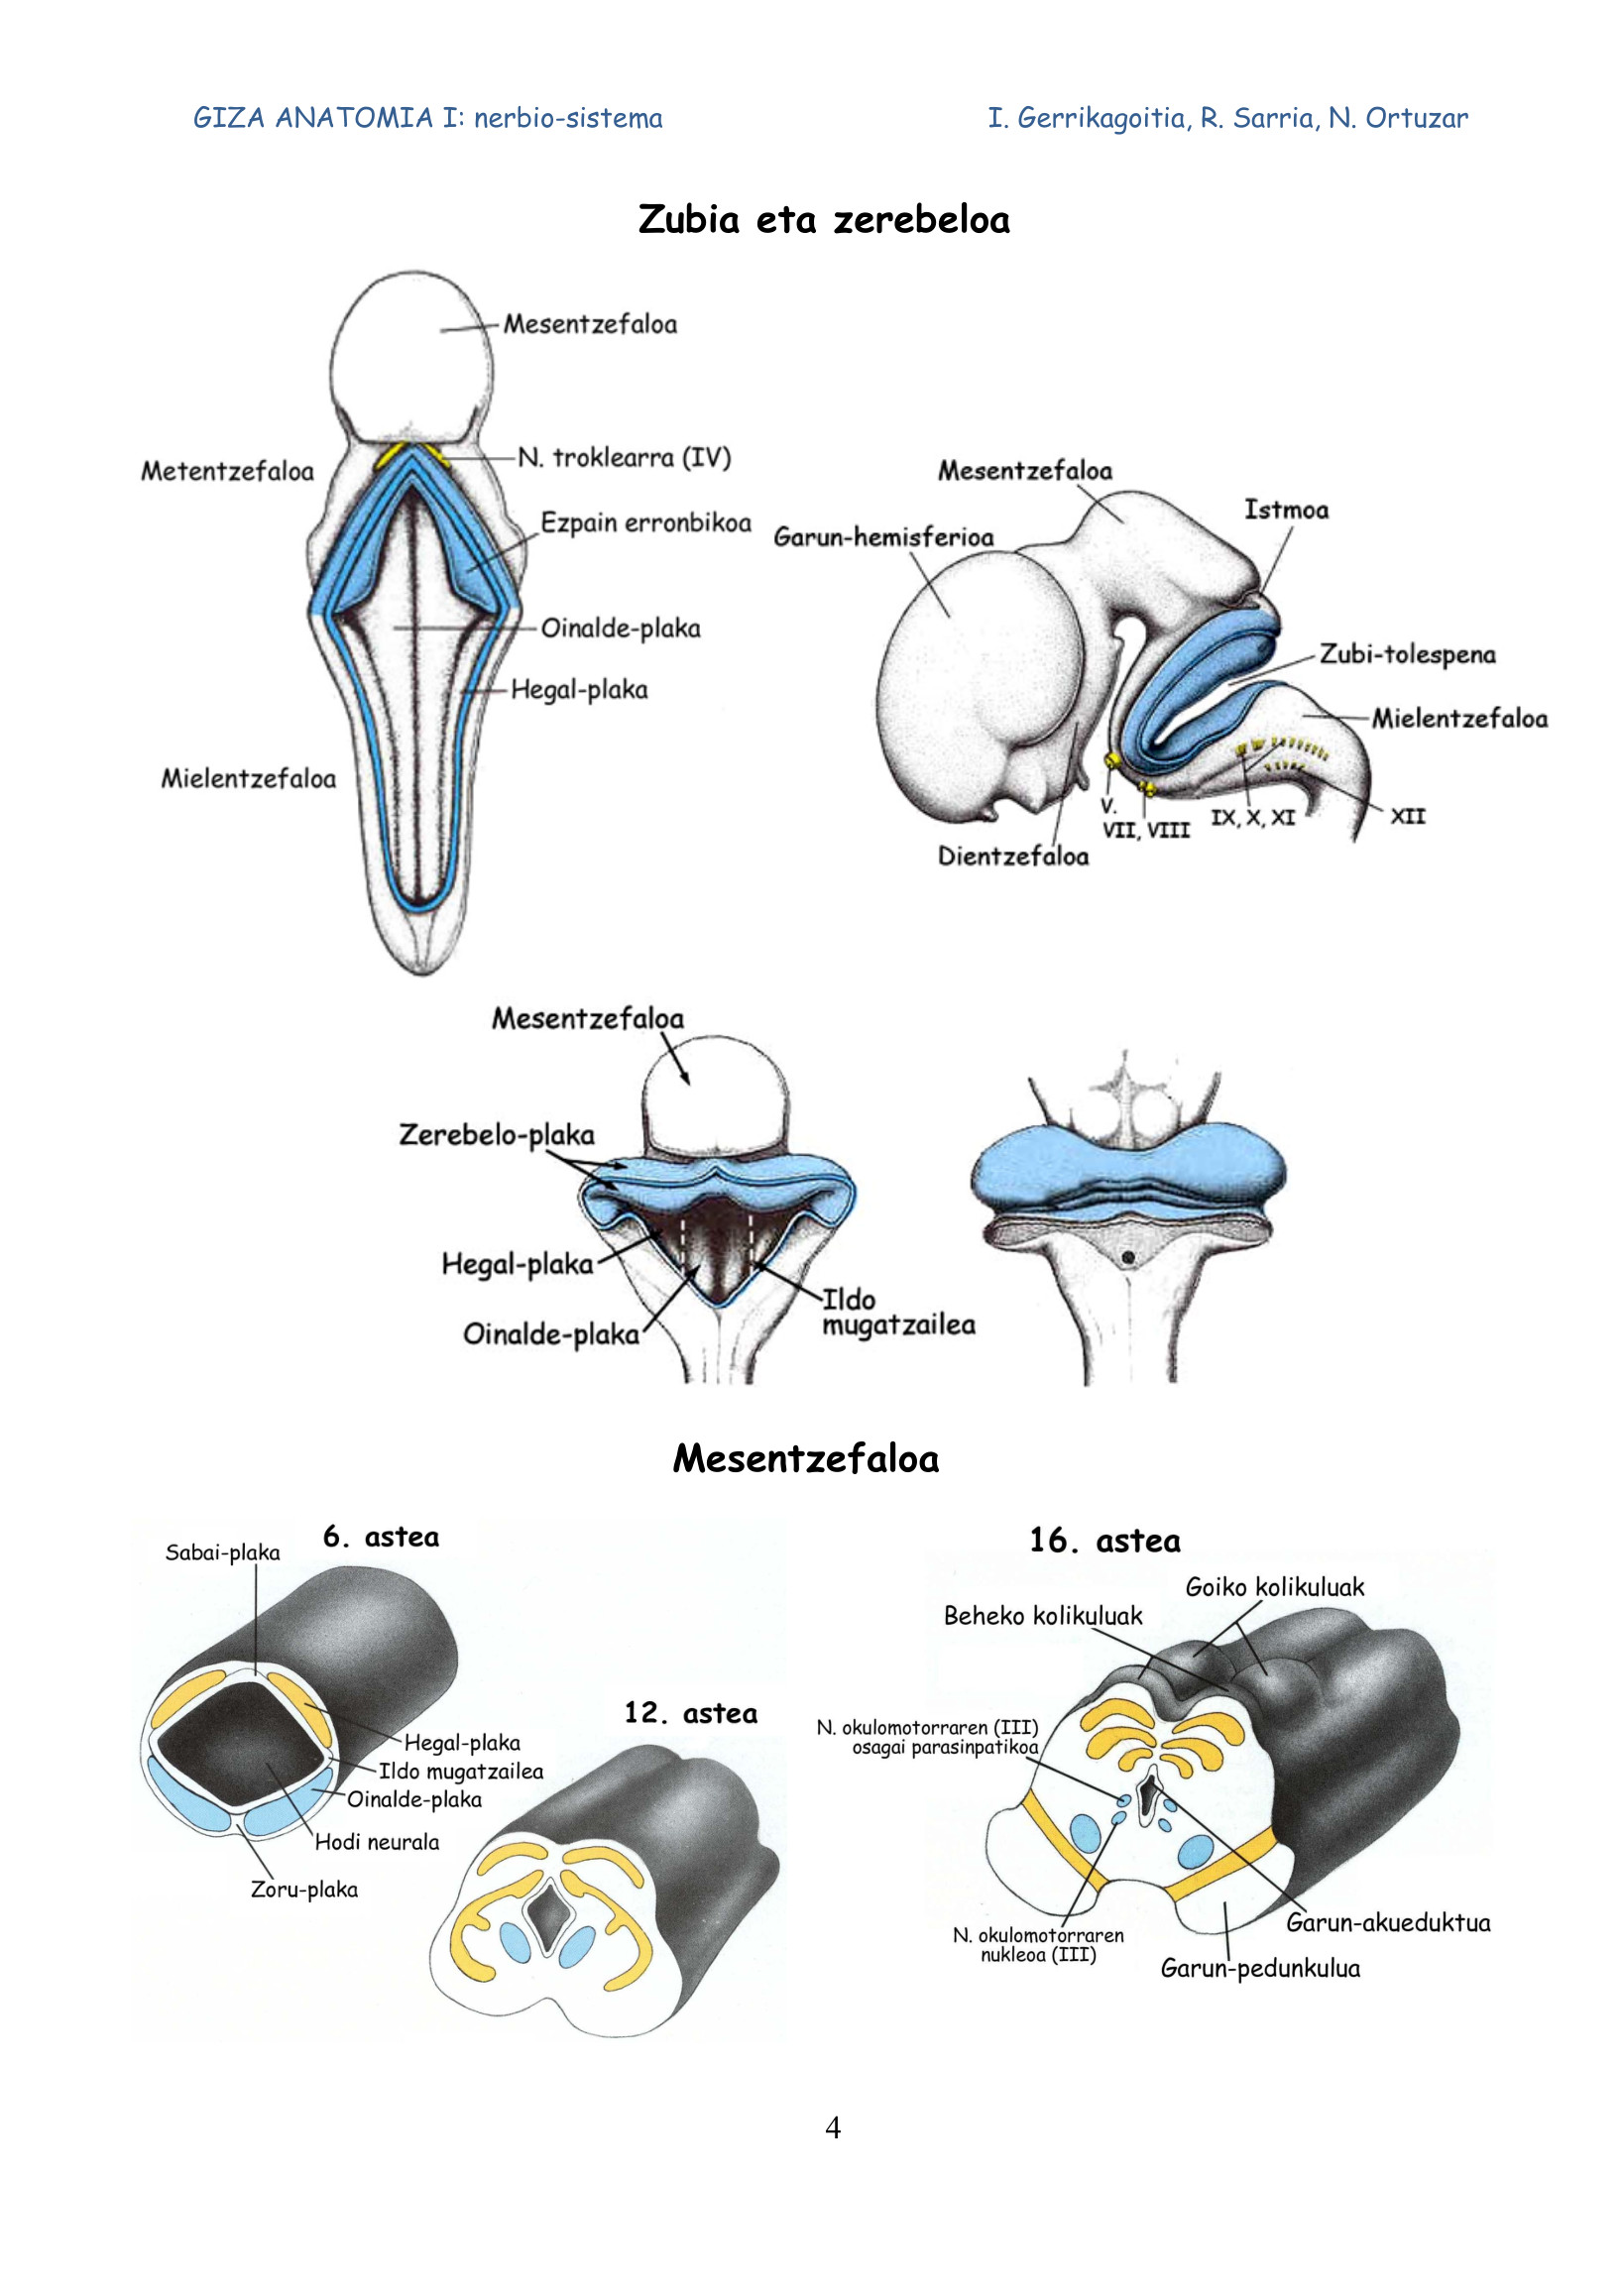 GIZA ANATOMIA I: nerbio-sistema
I. Gerrikagoitia, R. Sarria, N. Ortuzar
Zubia eta zerebeloa
Mesentzefaloa
Metentzefaloa
N. troklearra (IV)
Ezpain erronbikoa
Oinalde-plaka
Hegal-plaka
Mielentzefaloa
Mesentzefaloa
Istmoa
Garun-hemisferioa
Zubi-tolespena
Mielentzefaloa
V.
VII, VIII
IX, X, XI
XII
Dientzefaloa
Mesentzefaloa
Zerebelo-plaka
Hegal-plaka
Oinalde-plaka
Ildo
mugatzailea
Mesentzefaloa
6. astea
Sabai-plaka
Hegal-plaka
Ildo mugatzailea
Oinalde-plaka
Hodi neurala
Zoru-plaka
12. astea
16. astea
Goiko kolikuluak
Beheko kolikuluak
N. okulomotorraren (III)
osagai parasinpatikoa
N. okulomotorraren
nukleoa (III)
Garun-akueduktua
Garun-pedunkulua
4